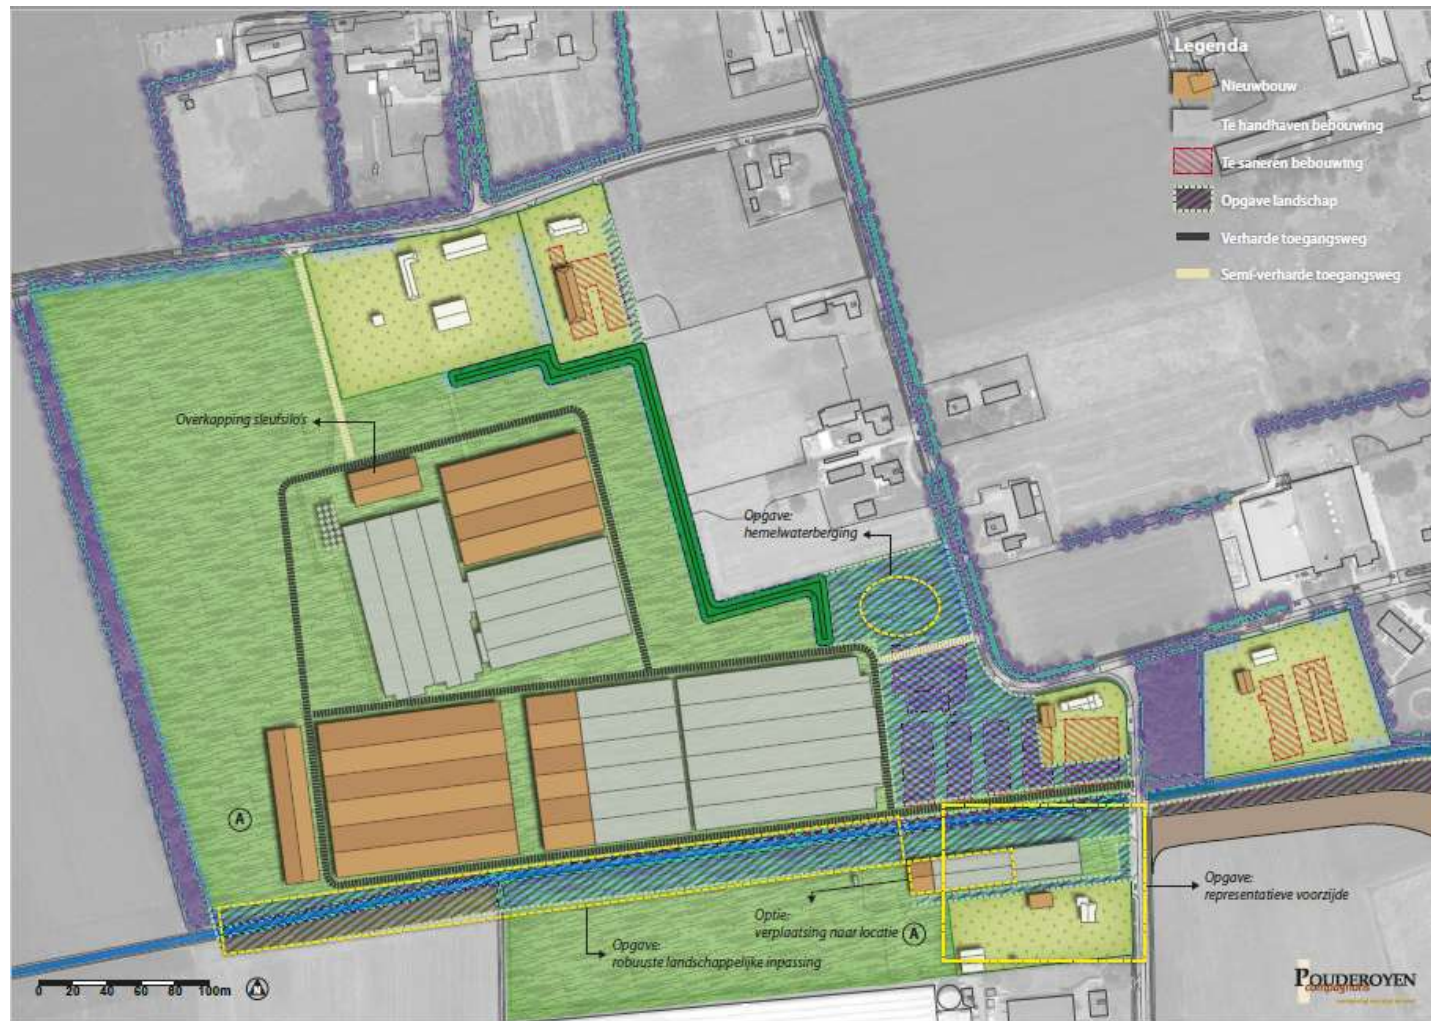 Legenda
Nieuwbouw
Te handhaven bebouwing
Te saneren bebouwing
Opgave landschap
Verharde toegangsweg
Semi-verharde toegangsweg
Overkapping sleufsilo's
Opgave:
hemelwaterberging
A
Opgave:
representatieve voorzijde
Optie:
verplaatsing naar locatie A
Opgave:
robuuste landschappelijke inpassing
0 20 40 60 80 100m
POUDEROYEN
compagnons